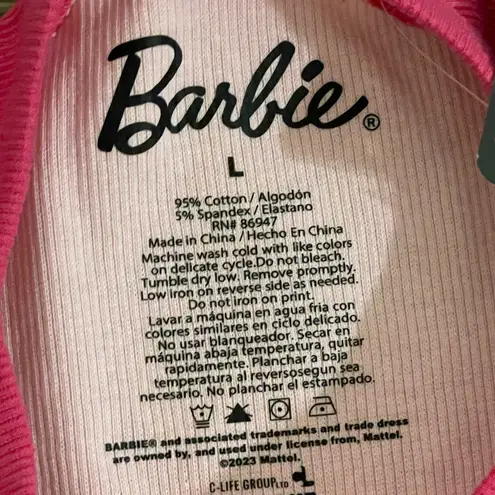 Barbie®
L
95% Cotton / Algodón
5% Spandex / Elastano
RN# 86947
Made in China / Hecho En China
Machine wash cold with like colors
on delicate cycle.Do not bleach.
Tumble dry low. Remove promptly.
Low iron on reverse side as needed.
Do not iron on print.
Lavar a máquina en agua fria con
colores similares en ciclo delicado.
No usar blanqueador. Secar en
máquina abaja temperatura, quitar
rapidamente. Planchar a baja
temperatura al reversosegun sea
necesario. No planchar el estampado.
BARBIE® and associated trademarks and trade dress
are owned by, and used under license from, Mattel.
©2023 Mattel.
C-LIFE GROUP LTD